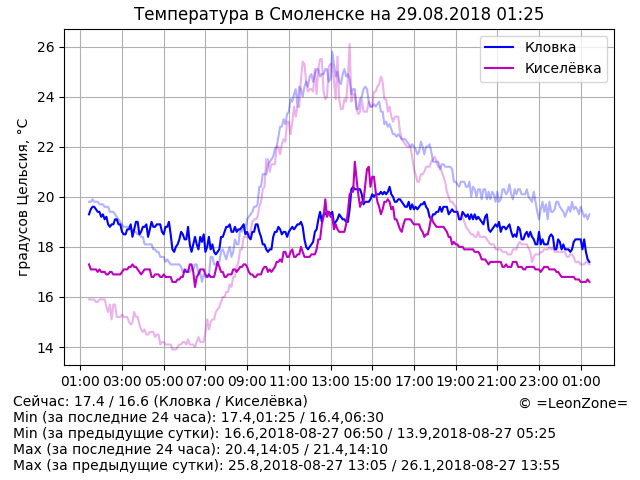 Температура в Смоленске на 29.08.2018 01:25
градусов Цельсия, °C
26
24
22
20
18
16
14
Кловка
Киселёвка
01:00 03:00 05:00 07:00 09:00 11:00 13:00 15:00 17:00 19:00 21:00 23:00 01:00
Сейчас: 17.4 / 16.6 (Кловка / Киселёвка)
© =LeonZone=
Min (за последние 24 часа): 17.4,01:25 / 16.4,06:30
Min (за предыдущие сутки): 16.6,2018-08-27 06:50 / 13.9,2018-08-27 05:25
Max (за последние 24 часа): 20.4,14:05 / 21.4,14:10
Max (за предыдущие сутки): 25.8,2018-08-27 13:05 / 26.1,2018-08-27 13:55